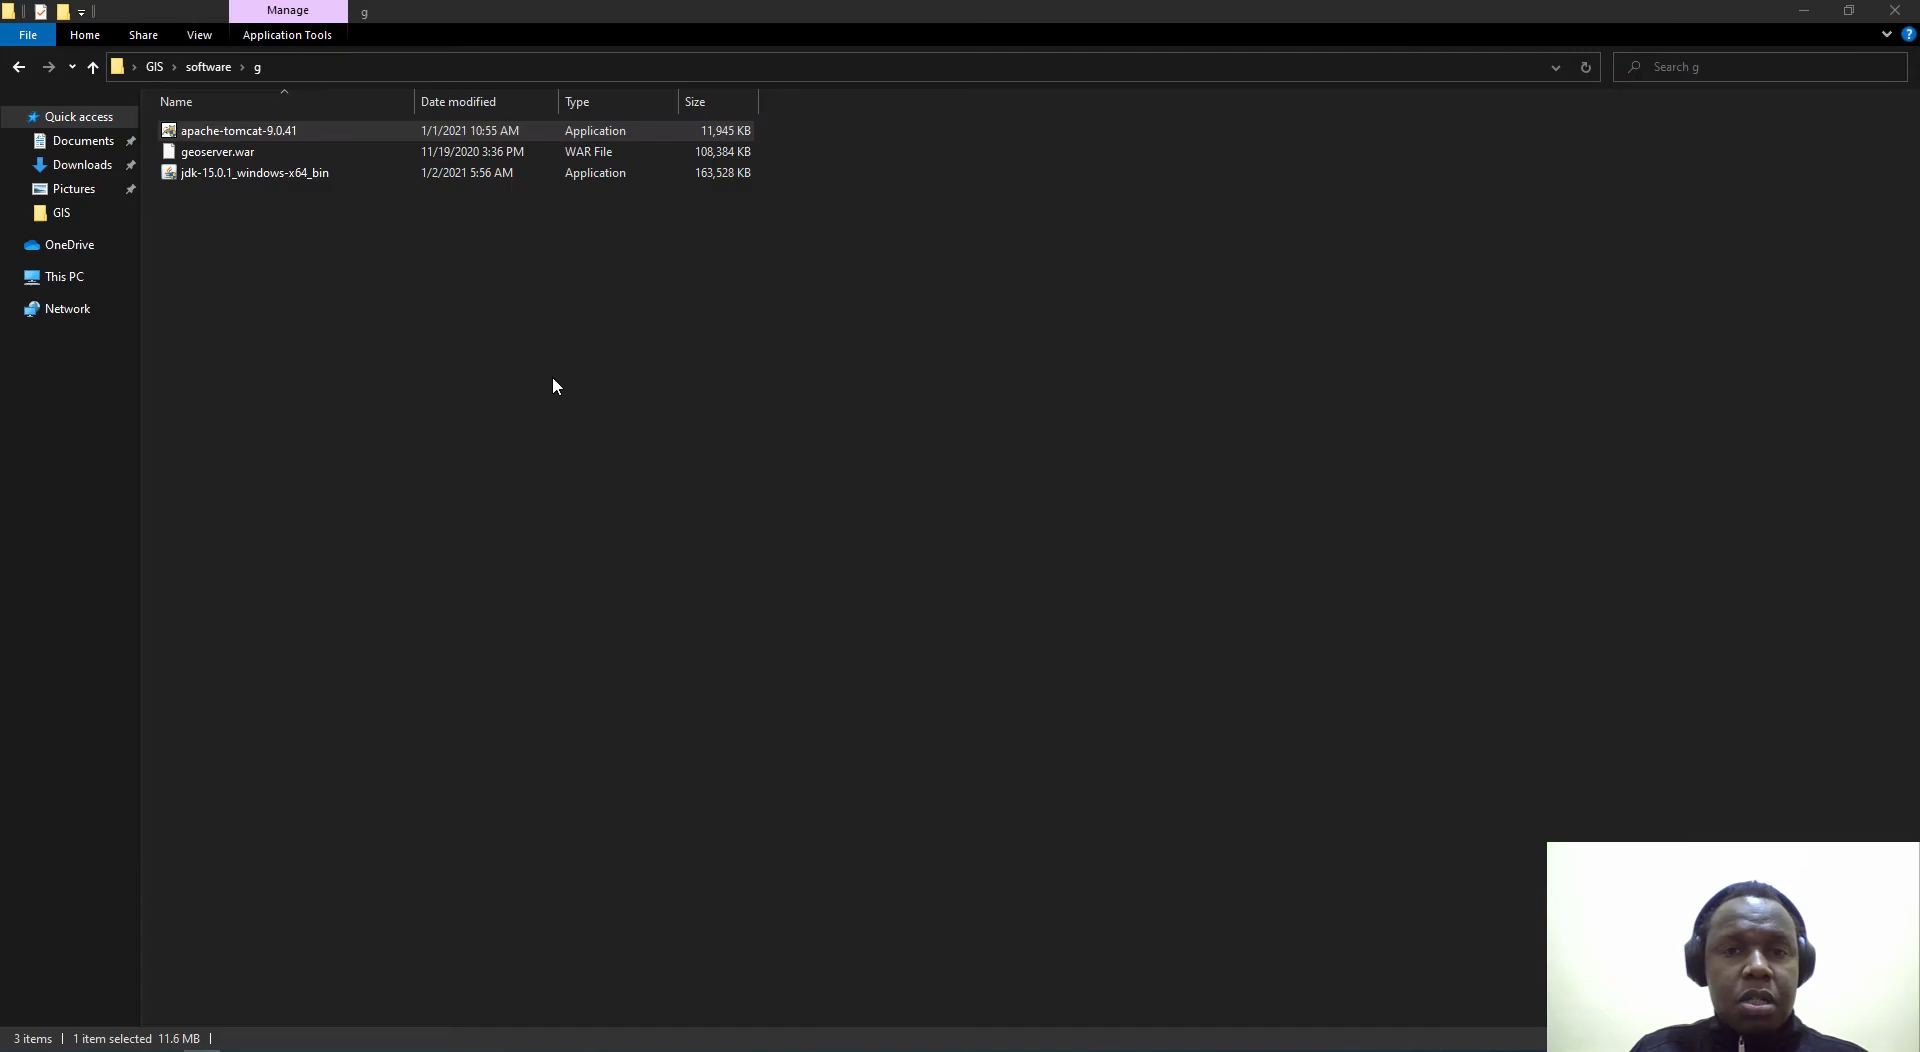 Manage
g
File
Home
Share
View
Application Tools
?
GIS
software
g
Search g
Name
Date modified
Type
Size
Quick access
Documents
Downloads
Pictures
GIS
OneDrive
This PC
Network
apache-tomcat-9.0.41 1/1/2021 10:55 AM Application 11,945 KB
geoserver.war 11/19/2020 3:36 PM WAR File 108,384 KB
jdk-15.0.1_windows-x64_bin 1/2/2021 5:56 AM Application 163,528 KB
3 items
1 item selected 11.6 MB